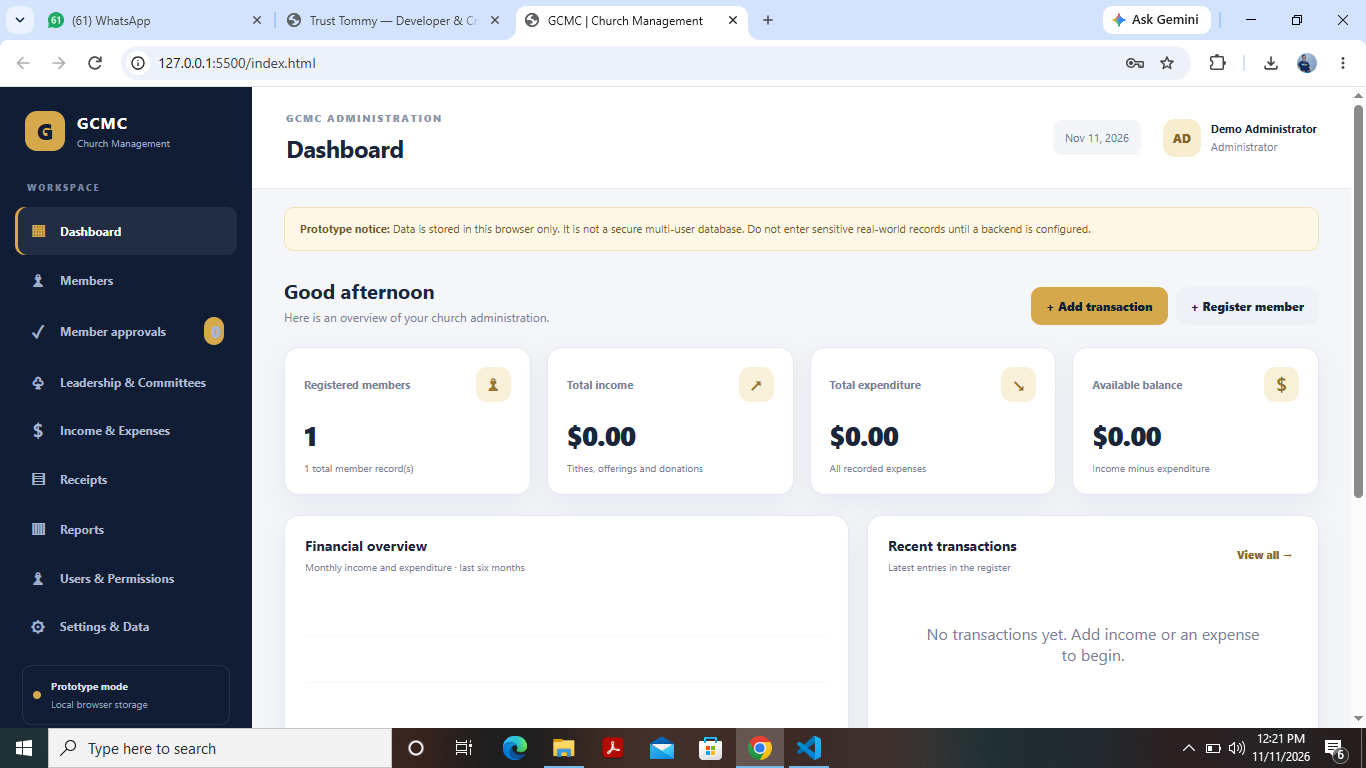 (61) WhatsApp
Trust Tommy — Developer & Cr
GCMC | Church Management
Ask Gemini
127.0.0.1:5500/index.html
G
GCMC
Church Management
WORKSPACE
Dashboard
Members
Member approvals
0
Leadership & Committees
$ Income & Expenses
Receipts
Reports
Users & Permissions
Settings & Data
Prototype mode
Local browser storage
GCMC ADMINISTRATION
Dashboard
Nov 11, 2026
AD
Demo Administrator
Administrator
Prototype notice: Data is stored in this browser only. It is not a secure multi-user database. Do not enter sensitive real-world records until a backend is configured.
Good afternoon
Here is an overview of your church administration.
+ Add transaction
+ Register member
Registered members
1
1 total member record(s)
Total income
↗
$0.00
Tithes, offerings and donations
Total expenditure
↘
$0.00
All recorded expenses
Available balance
$
$0.00
Income minus expenditure
Financial overview
Monthly income and expenditure · last six months
Recent transactions
Latest entries in the register
View all →
No transactions yet. Add income or an expense
to begin.
Type here to search
12:21 PM
11/11/2026
6